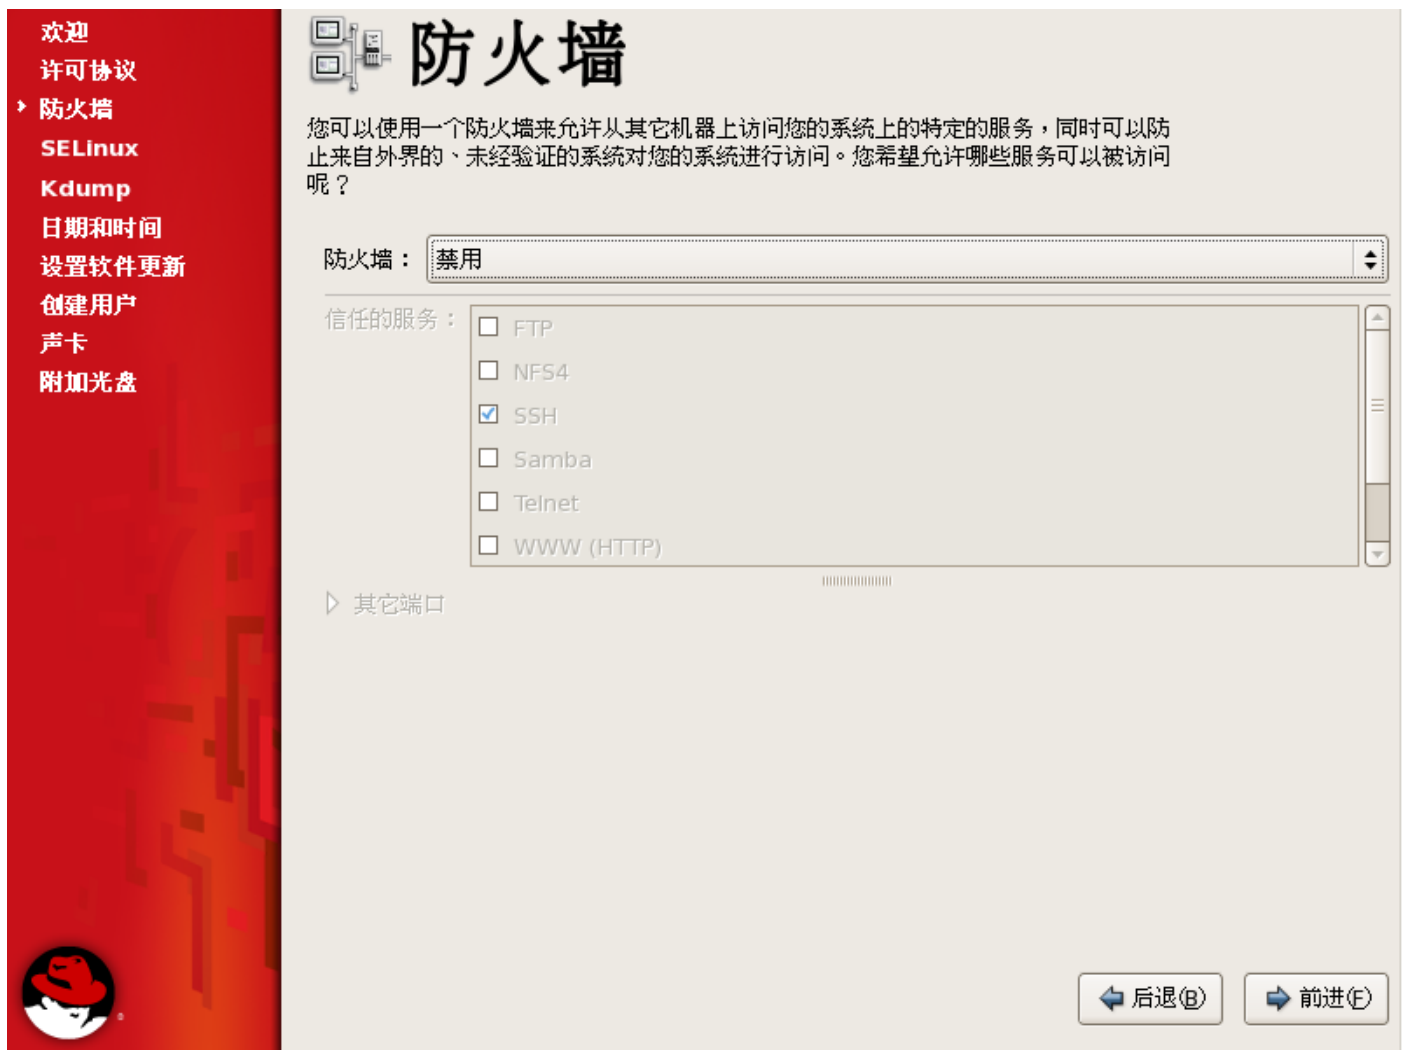 欢迎
许可协议
防火墙
SELinux
Kdump
日期和时间
设置软件更新
创建用户
声卡
附加光盘
防火墙
您可以使用一个防火墙来允许从其它机器上访问您的系统上的特定的服务，同时可以防
止来自外界的、未经验证的系统对您的系统进行访问。您希望允许哪些服务可以被访问
呢？
防火墙： 禁用
信任的服务：
FTP
NFS4
SSH
Samba
Telnet
WWW (HTTP)
其它端口
后退(B) 前进(F)